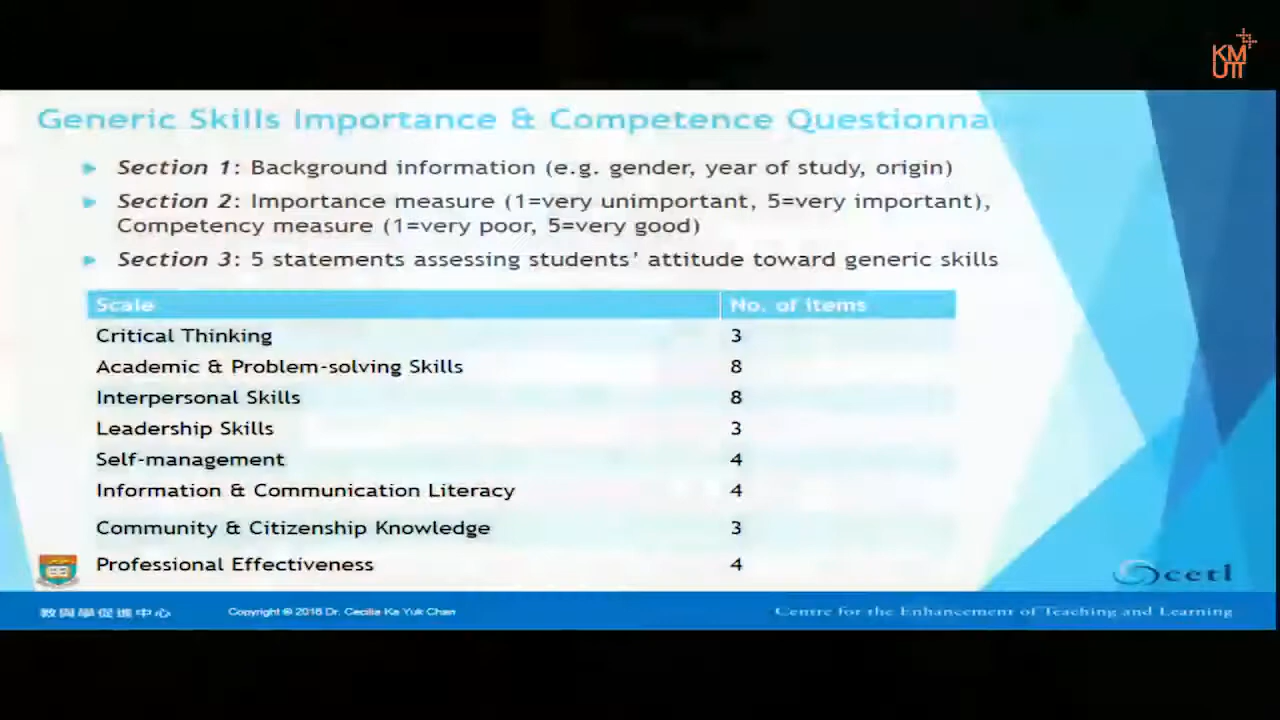 KM
UTT
Generic Skills Importance & Competence Questionna
Section 1: Background information (e.g. gender, year of study, origin)
Section 2: Importance measure (1=very unimportant, 5=very important),
Competency measure (1=very poor, 5=very good)
Section 3: 5 statements assessing students' attitude toward generic skills
Scale No. of items
Critical Thinking 3
Academic & Problem-solving Skills 8
Interpersonal Skills 8
Leadership Skills 3
Self-management 4
Information & Communication Literacy 4
Community & Citizenship Knowledge 3
Professional Effectiveness 4
cetl
教與學促進中心 Copyright © 2016 Dr. Cecilia Ka Yuk Chan Centre for the Enhancement of Teaching and Learning